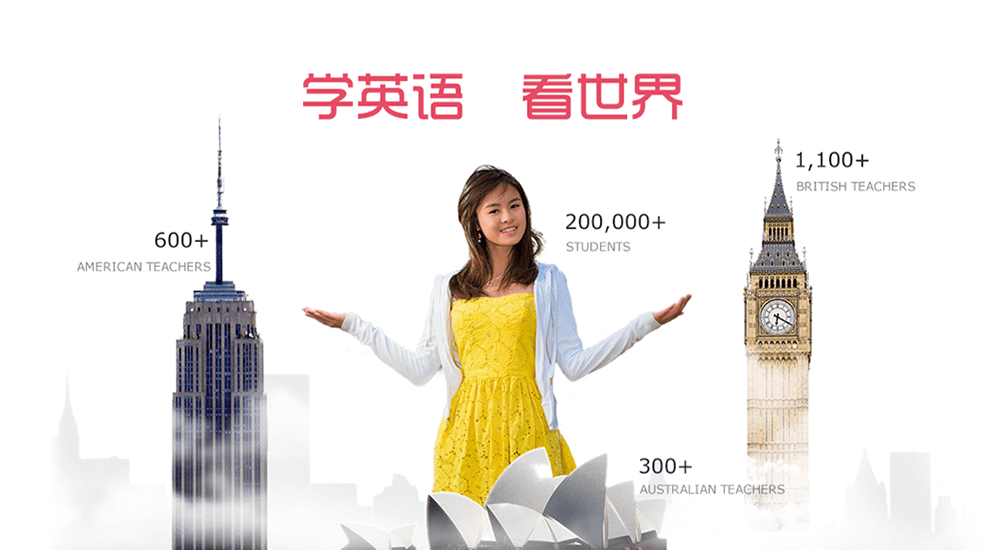 学英语 看世界
1,100+
BRITISH TEACHERS
200,000+
STUDENTS
600+
AMERICAN TEACHERS
300+
AUSTRALIAN TEACHERS